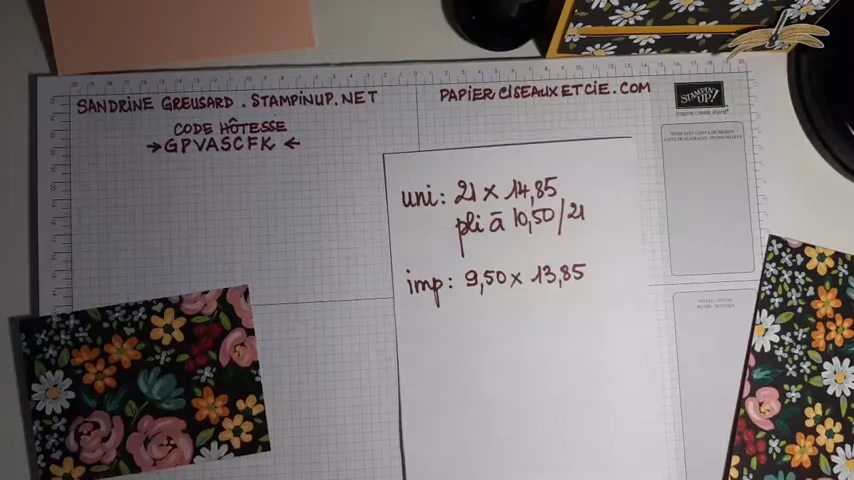 SANDRINE GREUSARD . STAMPINUP.NET
PAPIERCISEAUXETCIE.COM
STAMPIN' UP!
CODE HÔTESSE
→GPVASCFK←
uni: 21 x 14,85
pli à 10,50/21
imp: 9,50 x 13,85